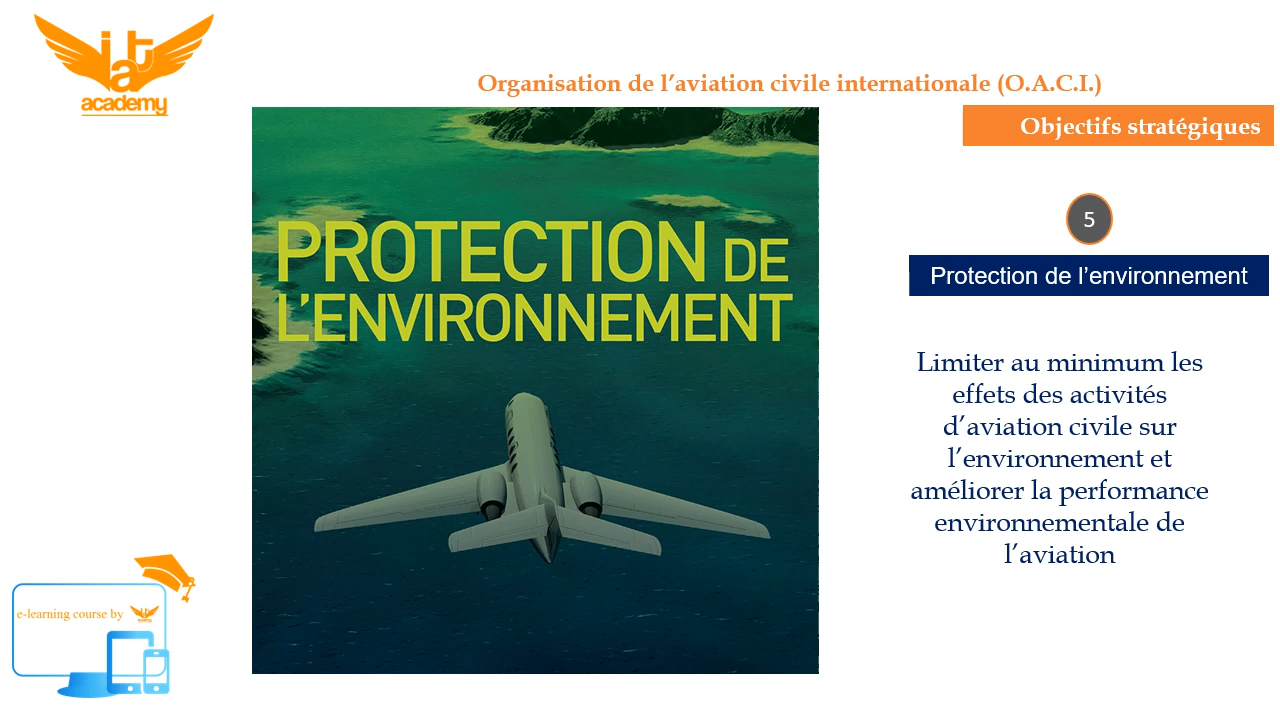 iat
academy
Organisation de l’aviation civile internationale (O.A.C.I.)
Objectifs stratégiques
PROTECTION DE
L’ENVIRONNEMENT
5
Protection de l’environnement
Limiter au minimum les
effets des activités
d’aviation civile sur
l’environnement et
améliorer la performance
environnementale de
l’aviation
e-learning course by